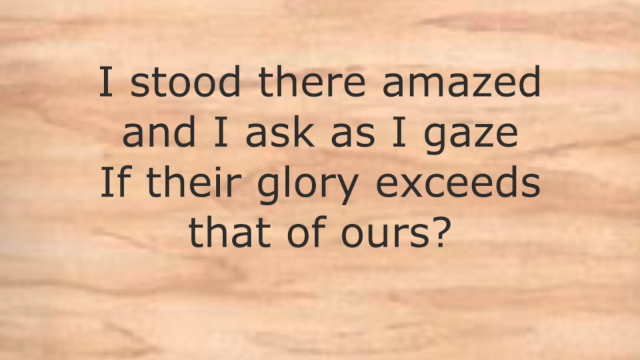 I stood there amazed
and I ask as I gaze
If their glory exceeds
that of ours?